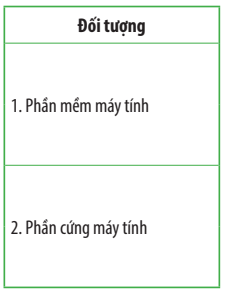 Đối tượng
1. Phần mềm máy tính
2. Phần cứng máy tính